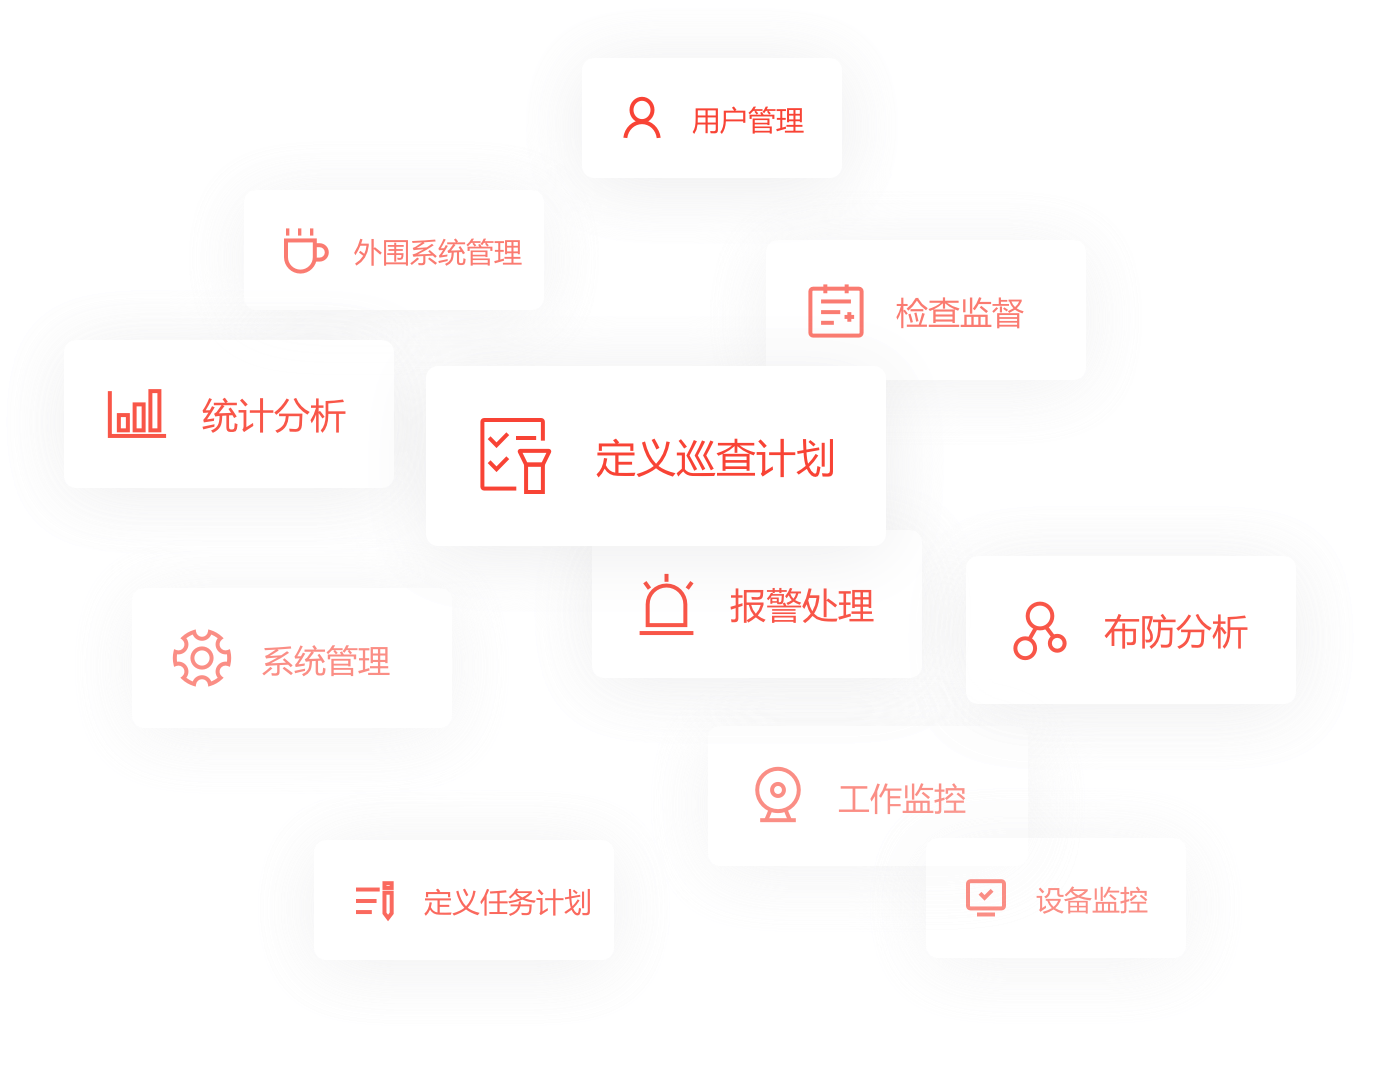 用户管理
外围系统管理
检查监督
统计分析
定义巡查计划
报警处理
布防分析
系统管理
工作监控
定义任务计划
设备监控